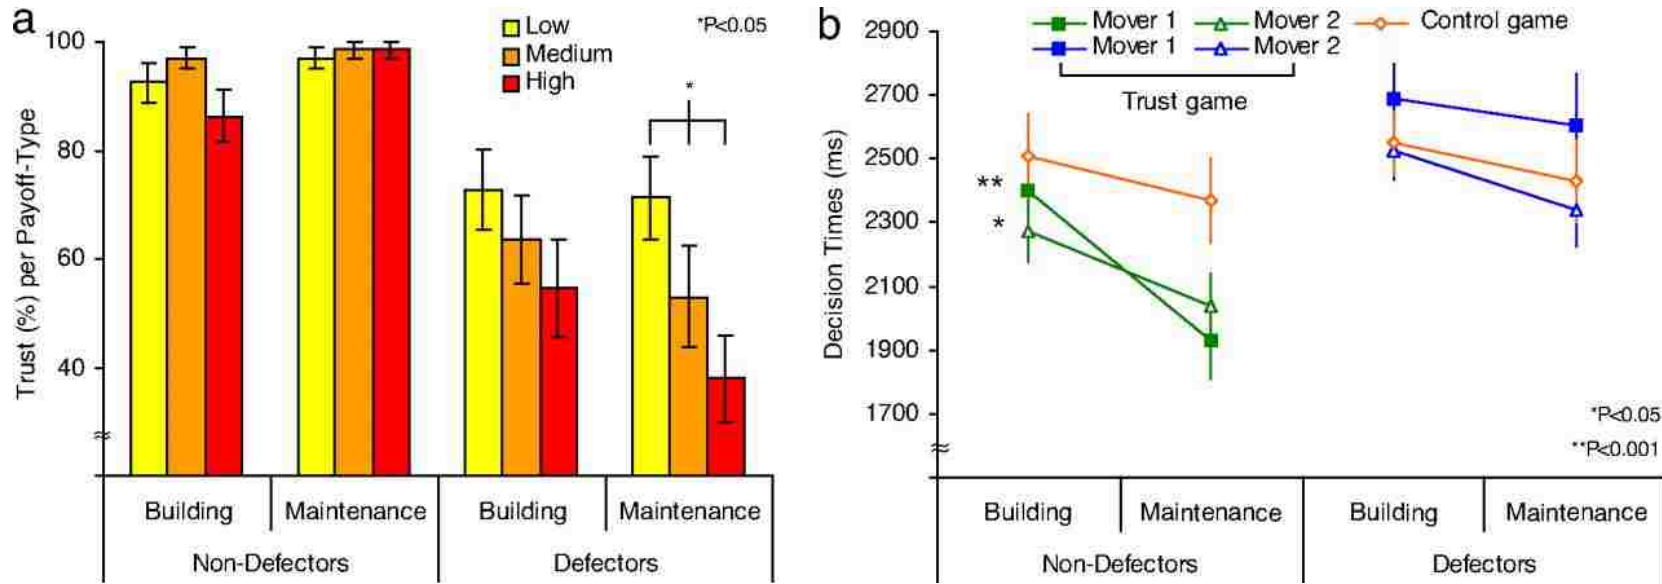 a
Low
Medium
High
*P<0.05
100
80
60
40
Trust (%) per Payoff-Type
*
Building
Maintenance
Building
Maintenance
Non-Defectors
Defectors
b
Mover 1
Mover 2
Control game
Mover 1
Mover 2
Trust game
2900
2700
2500
2300
2100
1900
1700
Decision Times (ms)
**
*
*P<0.05
**P<0.001
Building
Maintenance
Building
Maintenance
Non-Defectors
Defectors